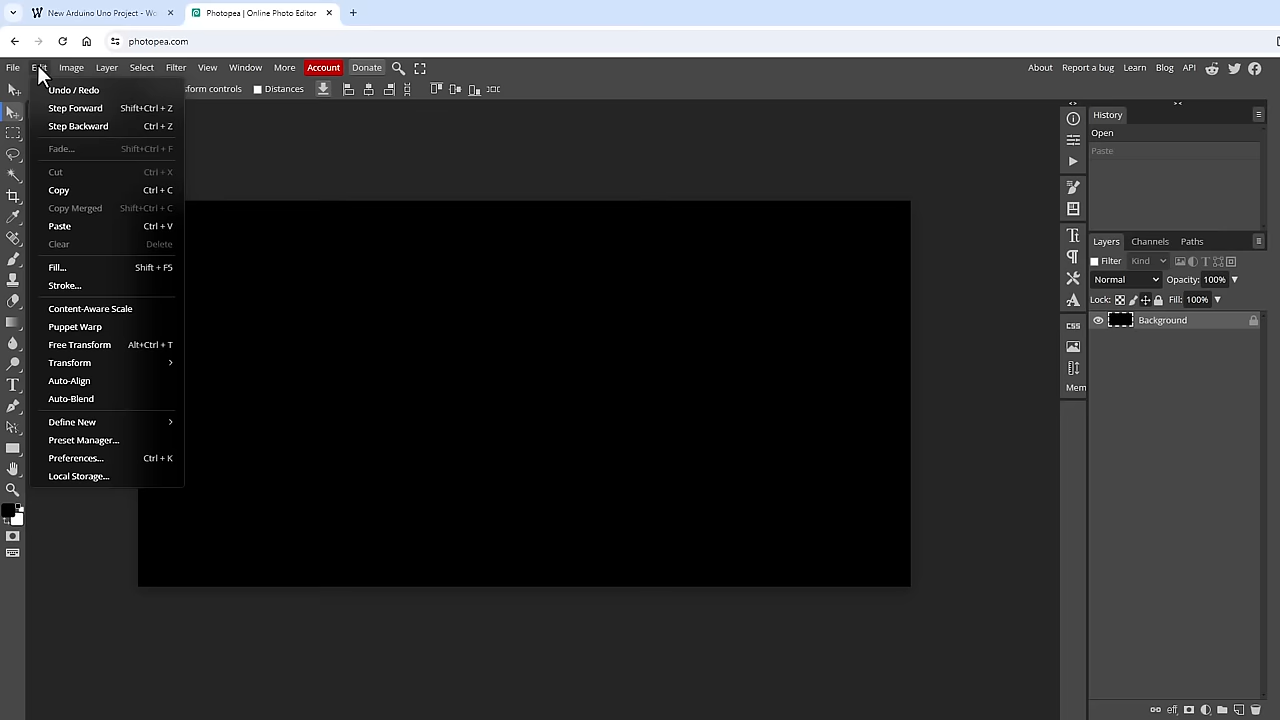 New Arduino Uno Project - Wo
Photopea | Online Photo Editor
photopea.com
File Edit Image Layer Select Filter View Window More Account Donate
About Report a bug Learn Blog API
Distances
Undo / Redo
Step Forward Shift+Ctrl + Z
Step Backward Ctrl + Z
Fade... Shift+Ctrl + F
Cut Ctrl + X
Copy Ctrl + C
Copy Merged Shift+Ctrl + C
Paste Ctrl + V
Clear Delete
Fill... Shift + F5
Stroke...
Content-Aware Scale
Puppet Warp
Free Transform Alt+Ctrl + T
Transform
Auto-Align
Auto-Blend
Define New
Preset Manager...
Preferences... Ctrl + K
Local Storage...
History
Open
Paste
Layers Channels Paths
Filter Kind
Normal Opacity: 100%
Lock: Fill: 100%
Background
CSS
Mem
eff